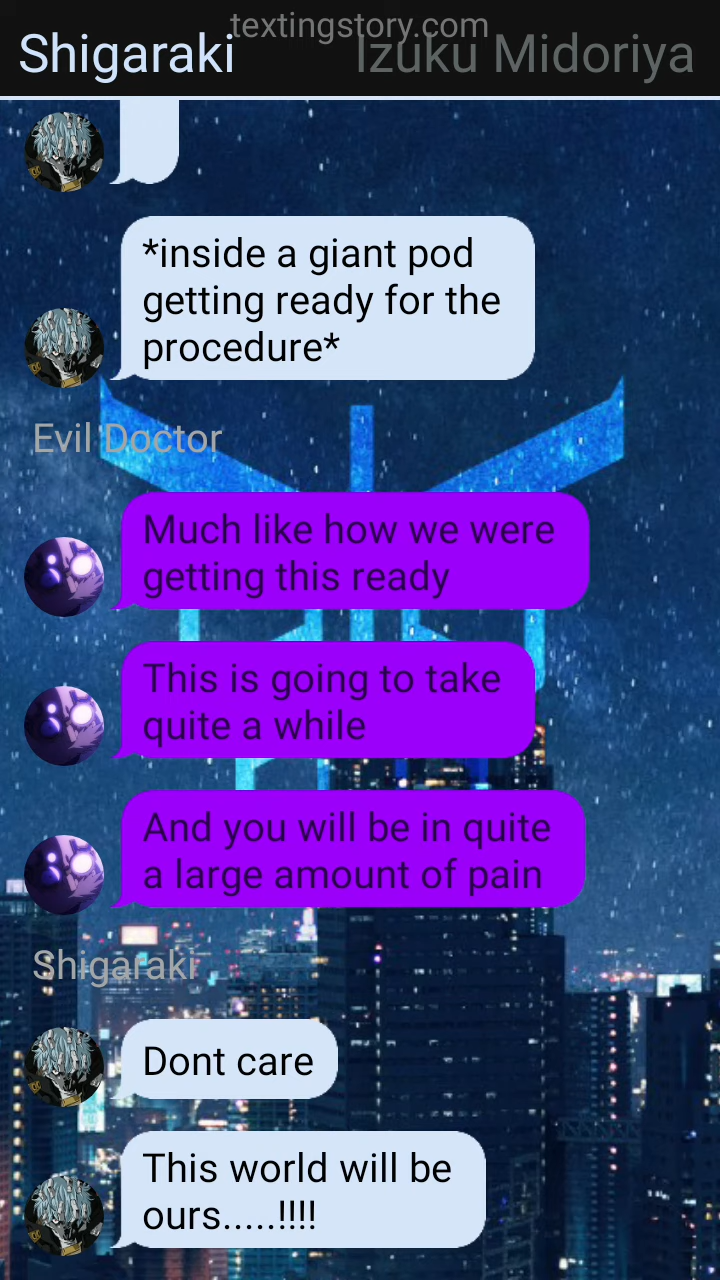 textingstory.com
Shigaraki
Izuku Midoriya
*inside a giant pod
getting ready for the
procedure*
Evil Doctor
Much like how we were
getting this ready
This is going to take
quite a while
And you will be in quite
a large amount of pain
Shigaraki
Dont care
This world will be
ours.....!!!!